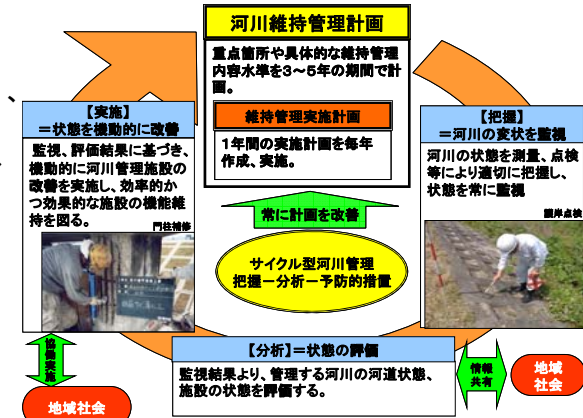 河川維持管理計画
重点箇所や具体的な維持管理
内容水準を3～5年の期間で計
画。
維持管理実施計画
1年間の実施計画を毎年
作成、実施。
【実施】
＝状態を機動的に改善
監視、評価結果に基づき、
機動的に河川管理施設の
改善を実施し、効率的か
つ効果的な施設の機能維
持を図る。
門柱補修
【把握】
＝河川の変状を監視
河川の状態を測量、点検
等により適切に把握し、
状態を常に監視
護岸点検
常に計画を改善
サイクル型河川管理
把握－分析－予防的措置
【分析】＝状態の評価
監視結果より、管理する河川の河道状態、
施設の状態を評価する。
協働実施
地域社会
情報
共有
地域
社会